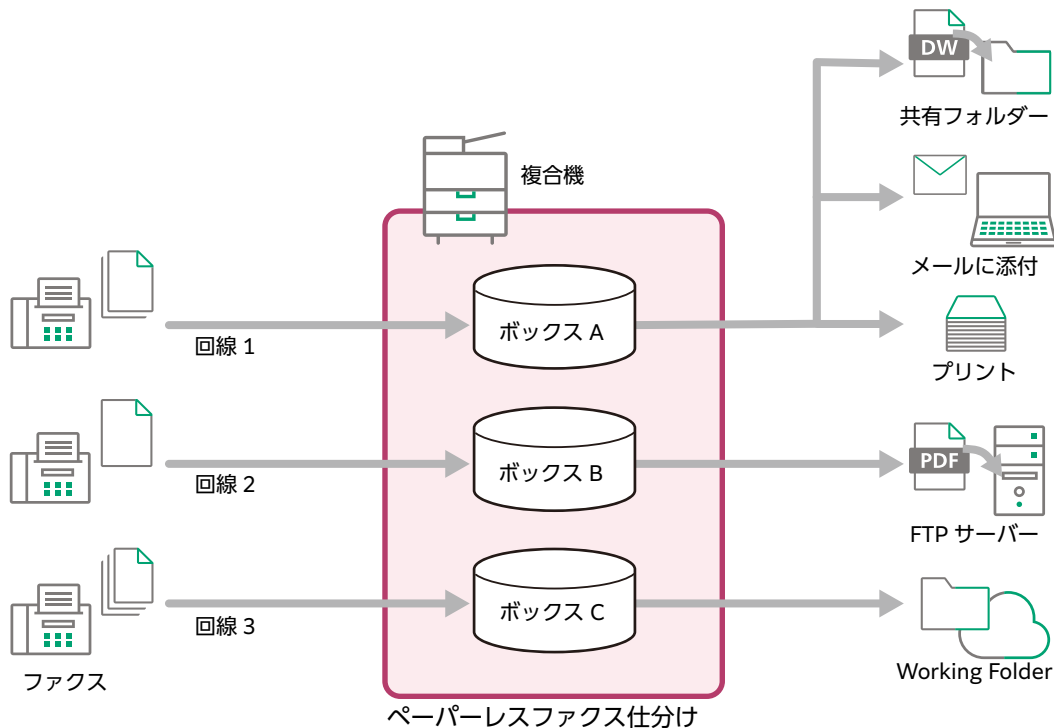 DW
共有フォルダー
複合機
メールに添付
回線 1
ボックス A
プリント
回線 2
ボックス B
PDF
FTP サーバー
回線 3
ボックス C
ファクス
Working Folder
ペーパーレスファクス仕分け